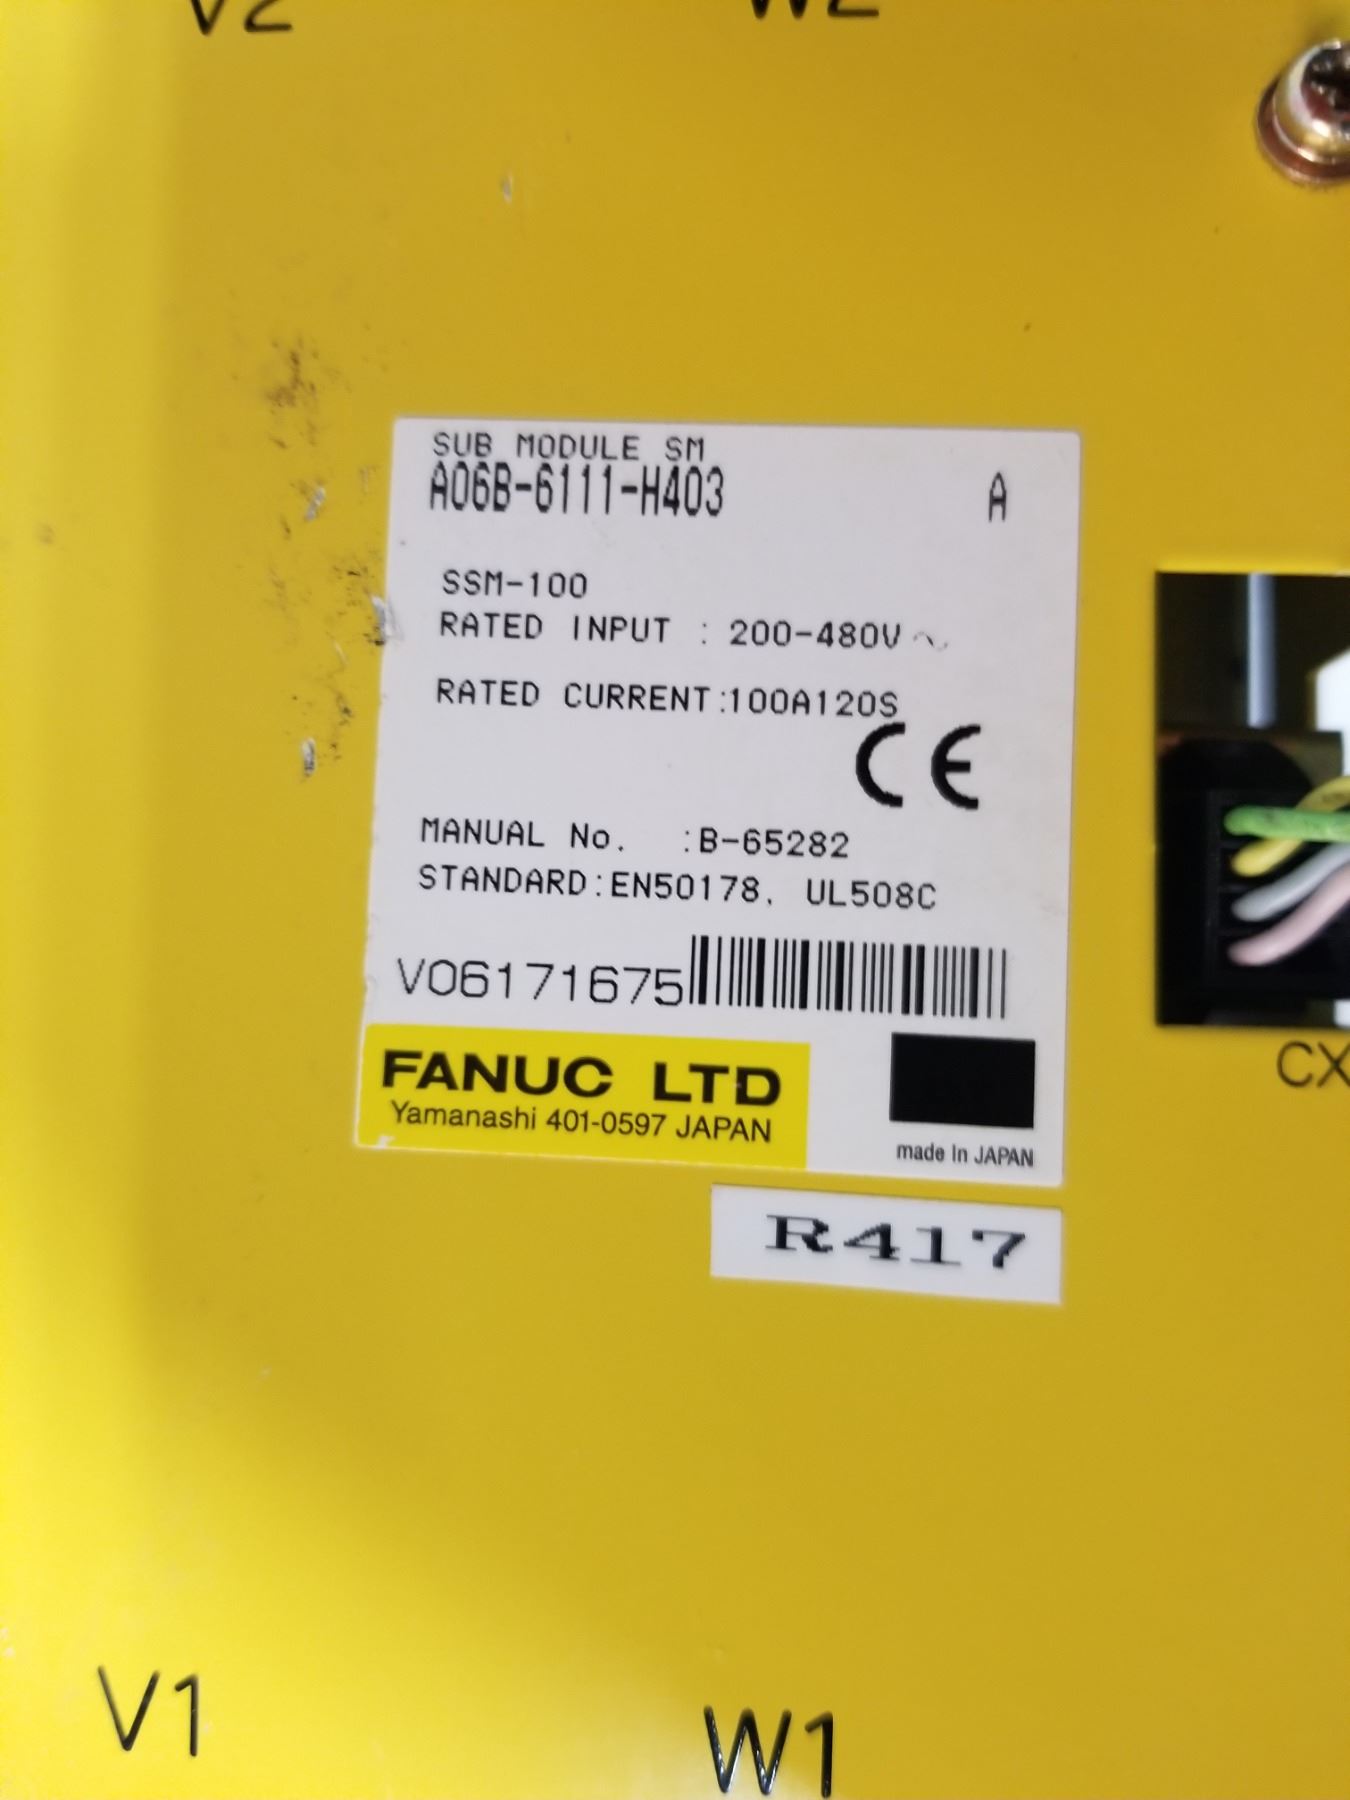 V2 W2
SUB MODULE SM
A06B-6111-H403 A
SSM-100
RATED INPUT : 200-480V ~
RATED CURRENT:100A120S
CE
MANUAL No. :B-65282
STANDARD:EN50178, UL508C
V06171675
FANUC LTD
Yamanashi 401-0597 JAPAN
made In JAPAN
R417
CX
V1 W1